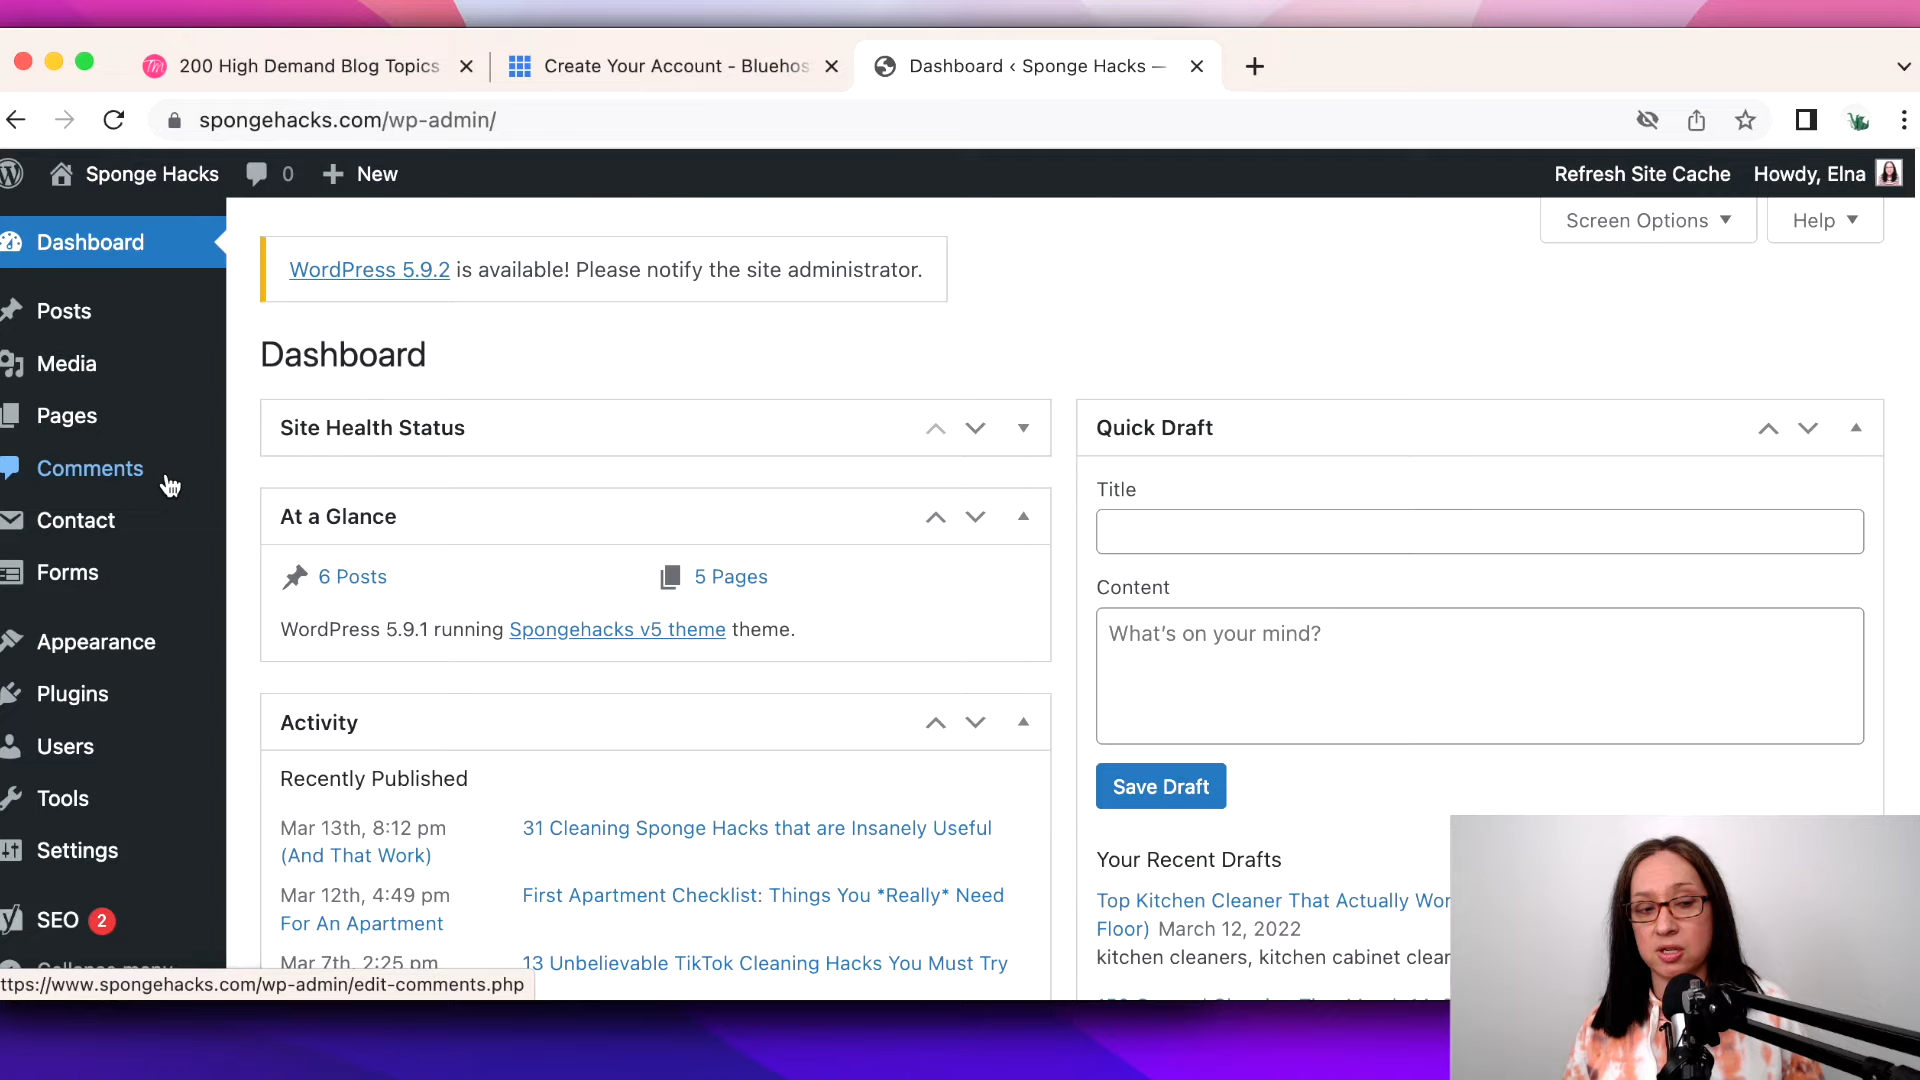 200 High Demand Blog Topics
Create Your Account - Bluehos
Dashboard ‹ Sponge Hacks —
spongehacks.com/wp-admin/
Sponge Hacks 0 + New
Refresh Site Cache Howdy, Elna
Screen Options Help
Dashboard
Posts
Media
Pages
Comments
Contact
Forms
Appearance
Plugins
Users
Tools
Settings
SEO 2
ttps://www.spongehacks.com/wp-admin/edit-comments.php
WordPress 5.9.2 is available! Please notify the site administrator.
Dashboard
Site Health Status
At a Glance
6 Posts 5 Pages
WordPress 5.9.1 running Spongehacks v5 theme theme.
Activity
Recently Published
Mar 13th, 8:12 pm 31 Cleaning Sponge Hacks that are Insanely Useful
(And That Work)
Mar 12th, 4:49 pm First Apartment Checklist: Things You *Really* Need
For An Apartment
Mar 7th, 2:25 pm 13 Unbelievable TikTok Cleaning Hacks You Must Try
Quick Draft
Title
Content
What's on your mind?
Save Draft
Your Recent Drafts
Top Kitchen Cleaner That Actually Wor
Floor) March 12, 2022
kitchen cleaners, kitchen cabinet clear